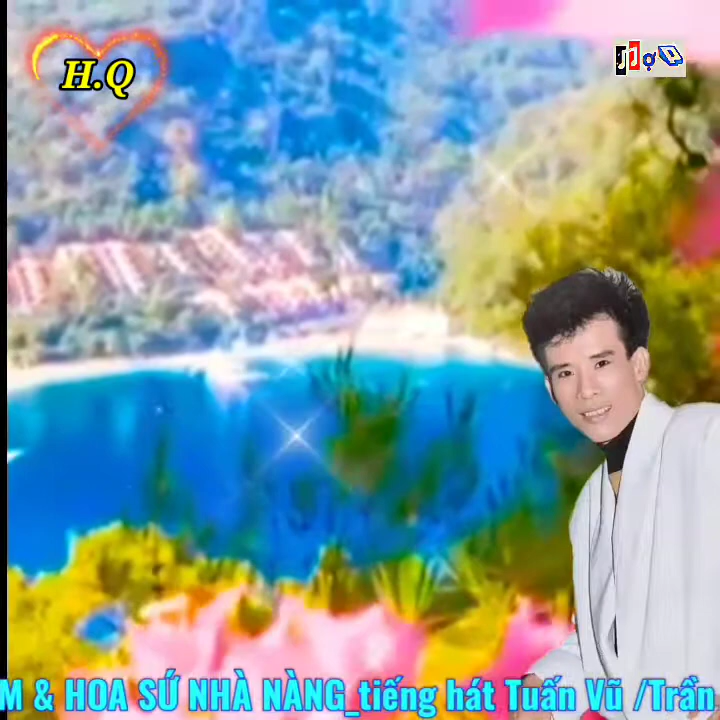 H.Q
M & HOA SỨ NHÀ NÀNG_tiếng hát Tuấn Vũ /Trần